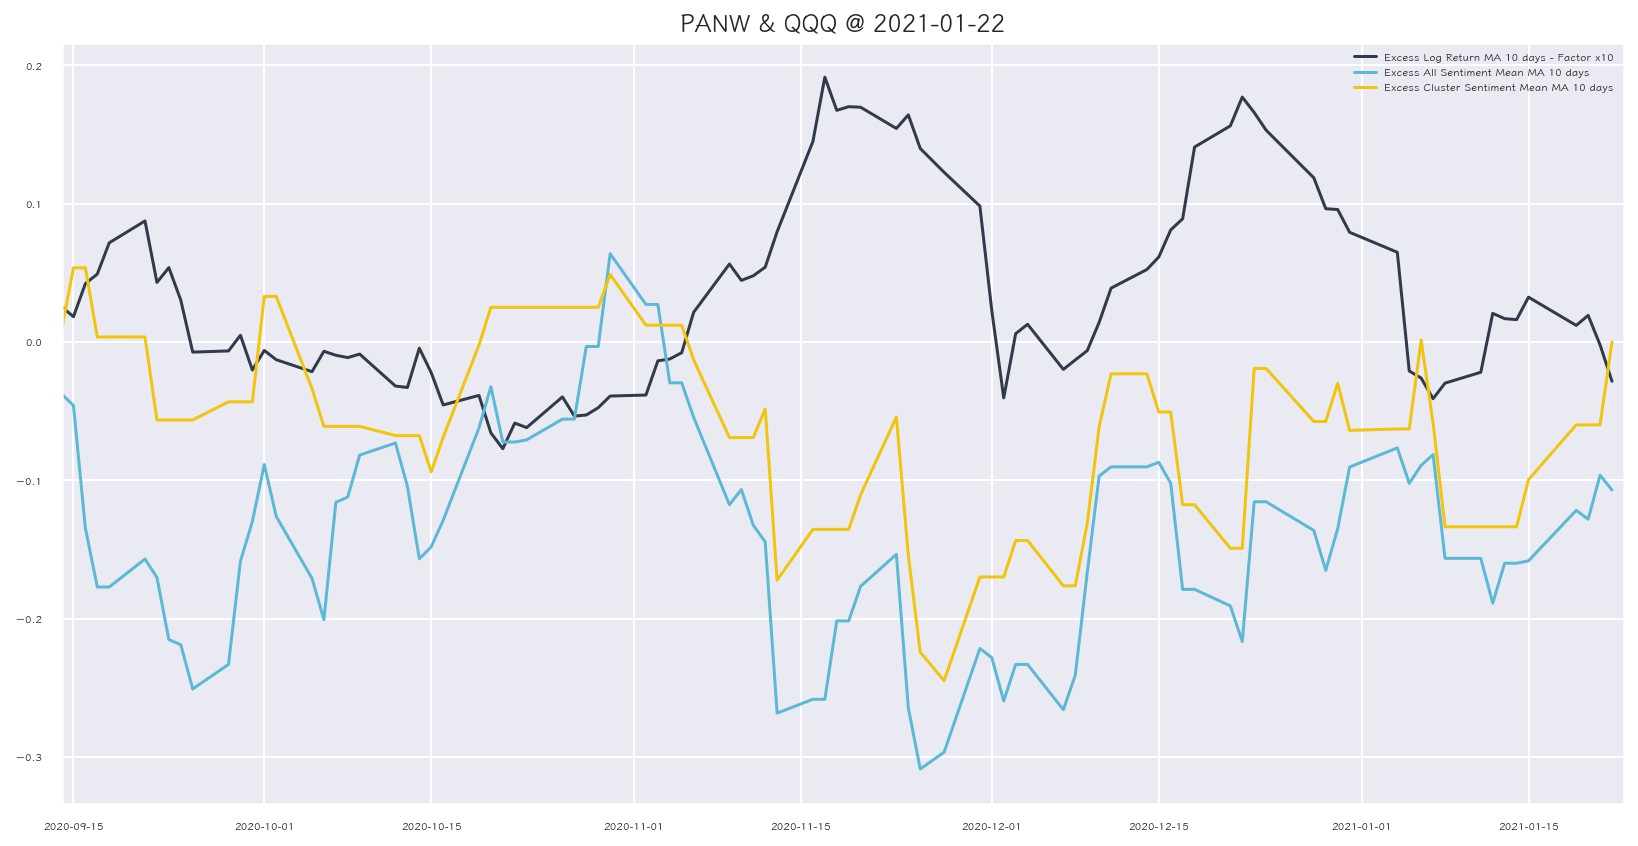 PANW & QQQ @ 2021-01-22
Excess Log Return MA 10 days - Factor x10
Excess All Sentiment Mean MA 10 days
Excess Cluster Sentiment Mean MA 10 days
0.2
0.1
0.0
−0.1
−0.2
−0.3
2020-09-15 2020-10-01 2020-10-15 2020-11-01 2020-11-15 2020-12-01 2020-12-15 2021-01-01 2021-01-15